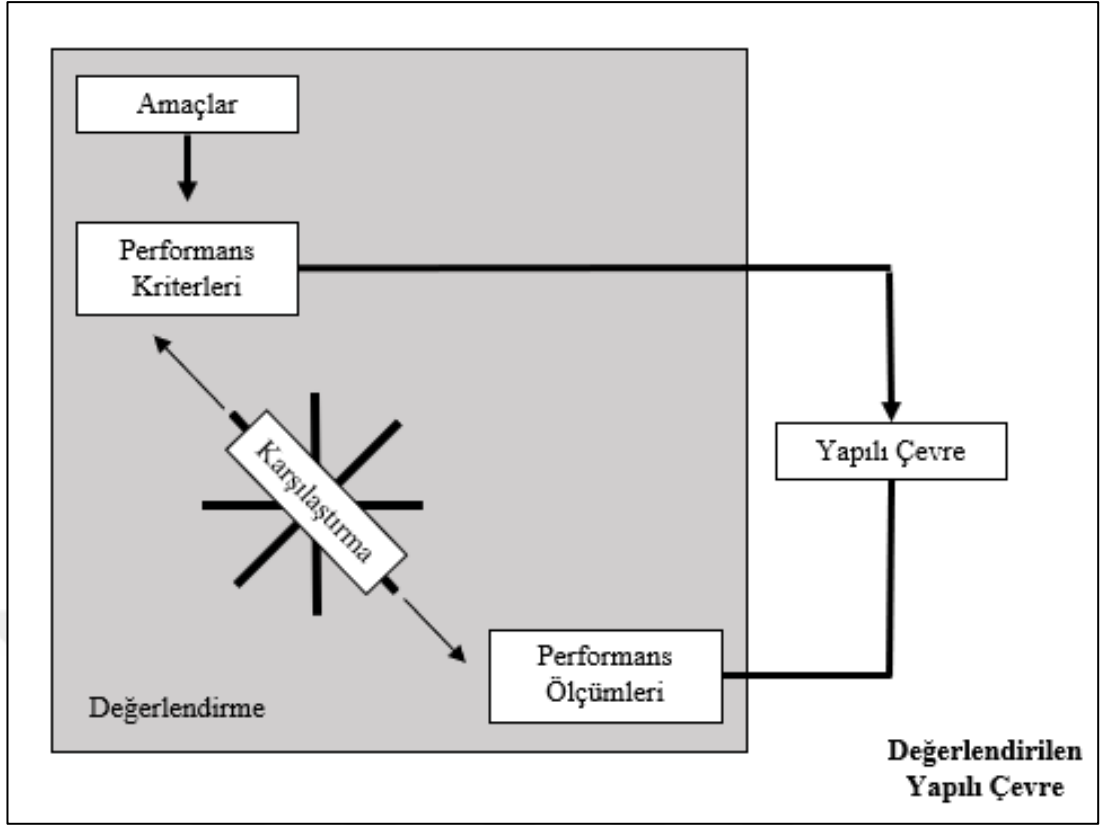 Amaçlar
Performans
Kriterleri
Karşılaştırma
Yapılı Çevre
Performans
Ölçümleri
Değerlendirme
Değerlendirilen
Yapılı Çevre